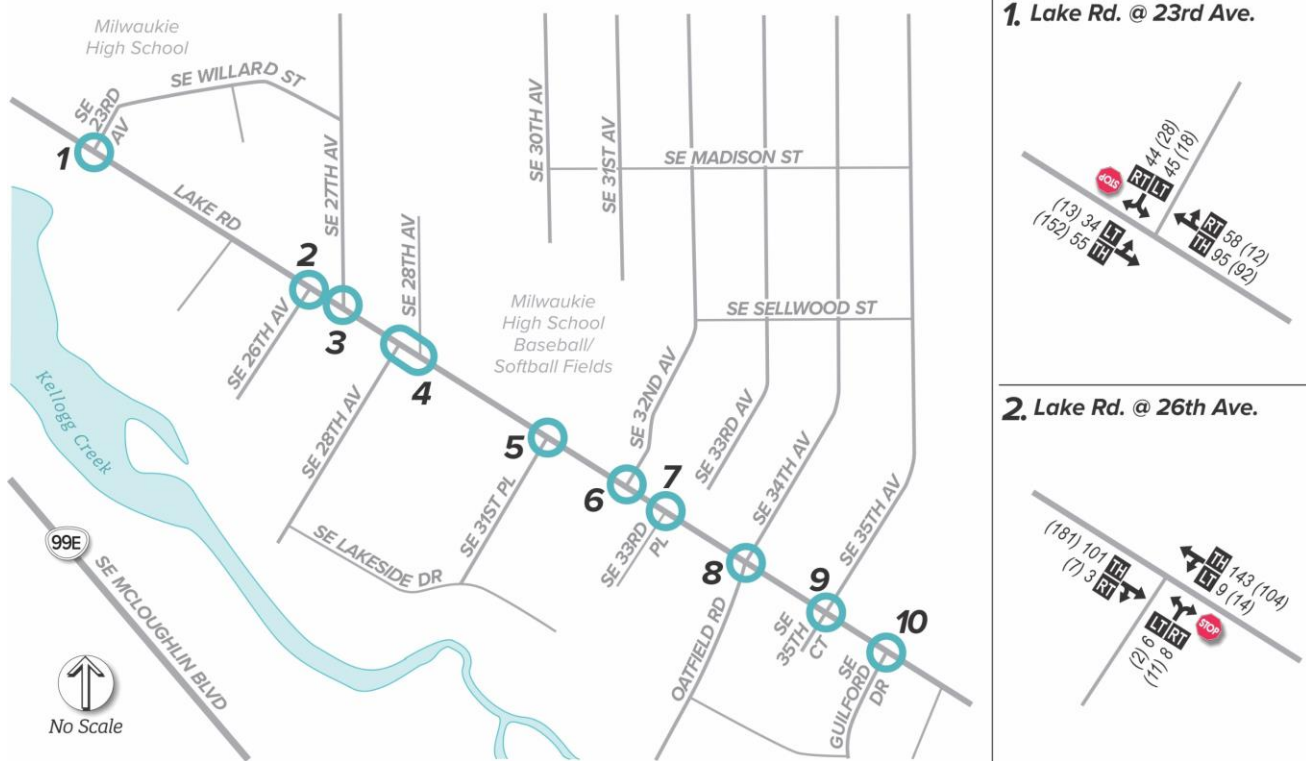 Milwaukie
High School
SE WILLARD ST
SE
23RD
AV
1
LAKE RD
SE 27TH AV
2
3
SE 26TH AV
SE 28TH AV
4
SE 28TH AV
SE 30TH AV
SE 31ST AV
SE MADISON ST
Milwaukie
High School
Baseball/
Softball Fields
SE SELLWOOD ST
SE 32ND AV
SE 33RD AV
SE 34TH AV
SE 35TH AV
5
6
7
SE 31ST PL
SE 33RD
PL
SE LAKESIDE DR
8
9
10
OATFIELD RD
SE
35TH
CT
SE
GUILFORD
DR
Kellogg Creek
99E
SE MCLOUGHLIN BLVD
No Scale
1. Lake Rd. @ 23rd Ave.
STOP
RT 44 (28)
LT 45 (18)
(13) 34 LT
(152) 55 TH
RT 58 (12)
TH 95 (92)
2. Lake Rd. @ 26th Ave.
(181) 101 TH
(7) 3 RT
TH 143 (104)
LT 9 (14)
(2) 6 LT
(11) 8 RT
STOP